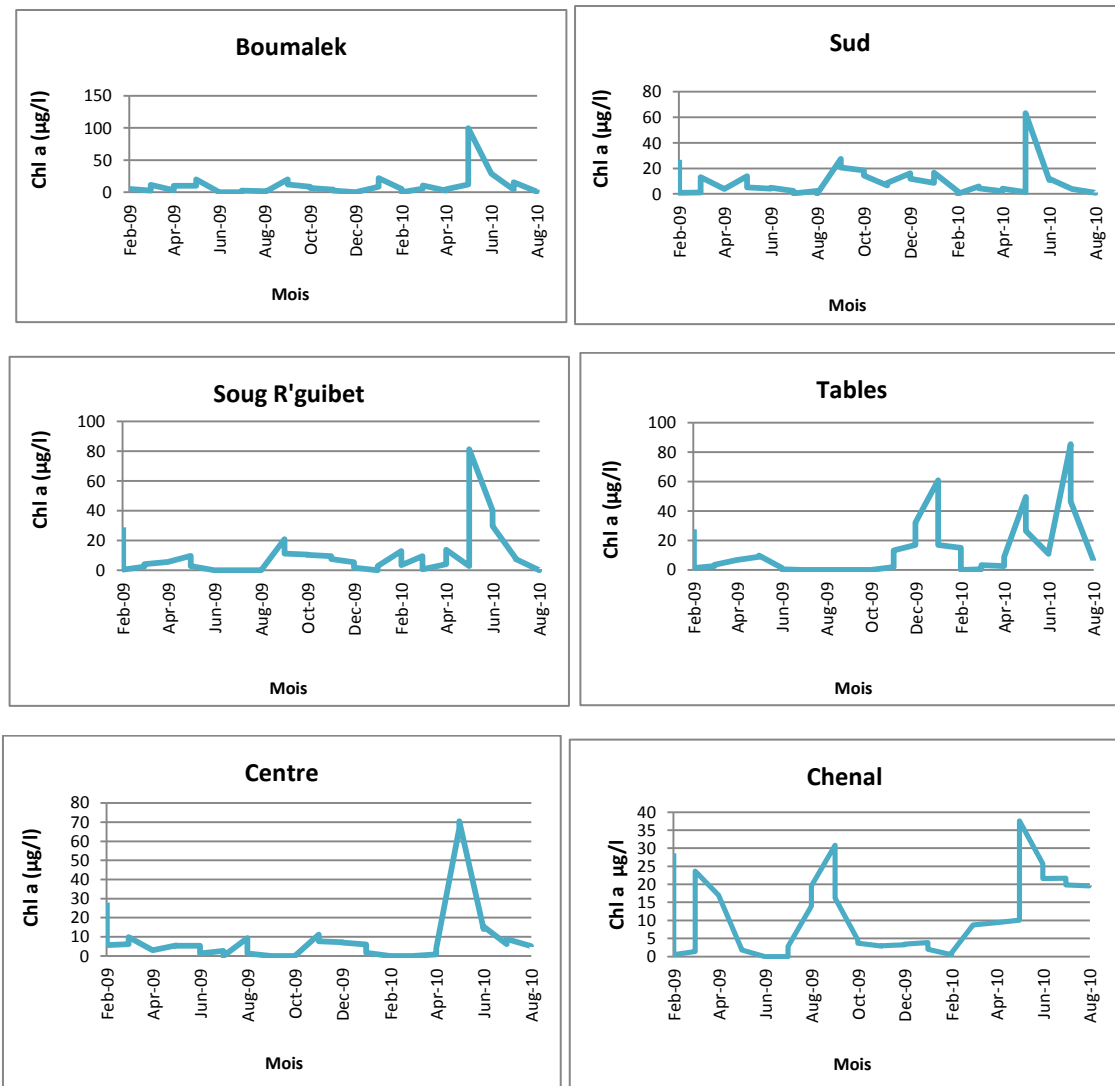 Boumalek
Chl a (µg/l)
150
100
50
0
Feb-09
Apr-09
Jun-09
Aug-09
Oct-09
Dec-09
Feb-10
Apr-10
Jun-10
Aug-10
Mois
Sud
Chl a (µg/l)
80
60
40
20
0
Feb-09
Apr-09
Jun-09
Aug-09
Oct-09
Dec-09
Feb-10
Apr-10
Jun-10
Aug-10
Mois
Soug R'guibet
Chl a (µg/l)
100
80
60
40
20
0
Feb-09
Apr-09
Jun-09
Aug-09
Oct-09
Dec-09
Feb-10
Apr-10
Jun-10
Aug-10
Mois
Tables
Chl a (µg/l)
100
80
60
40
20
0
Feb-09
Apr-09
Jun-09
Aug-09
Oct-09
Dec-09
Feb-10
Apr-10
Jun-10
Aug-10
Mois
Centre
Chl a (µg/l)
80
70
60
50
40
30
20
10
0
Feb-09
Apr-09
Jun-09
Aug-09
Oct-09
Dec-09
Feb-10
Apr-10
Jun-10
Aug-10
Mois
Chenal
Chl a µg/l
40
35
30
25
20
15
10
5
0
Feb-09
Apr-09
Jun-09
Aug-09
Oct-09
Dec-09
Feb-10
Apr-10
Jun-10
Aug-10
Mois